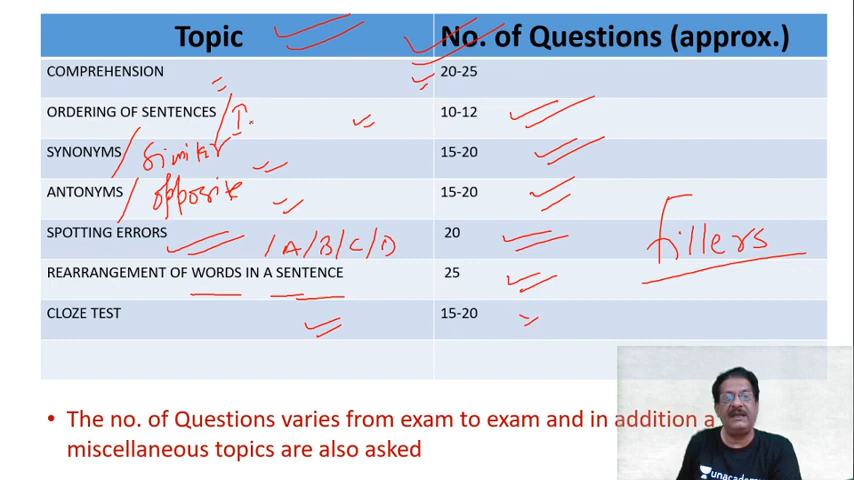 Topic No. of Questions (approx.)
COMPREHENSION 20-25
ORDERING OF SENTENCES 10-12
SYNONYMS / similar 15-20
ANTONYMS / opposite 15-20
SPOTTING ERRORS / A / B / C / D 20
fillers
REARRANGEMENT OF WORDS IN A SENTENCE 25
CLOZE TEST 15-20
• The no. of Questions varies from exam to exam and in addition a
miscellaneous topics are also asked
unacademy